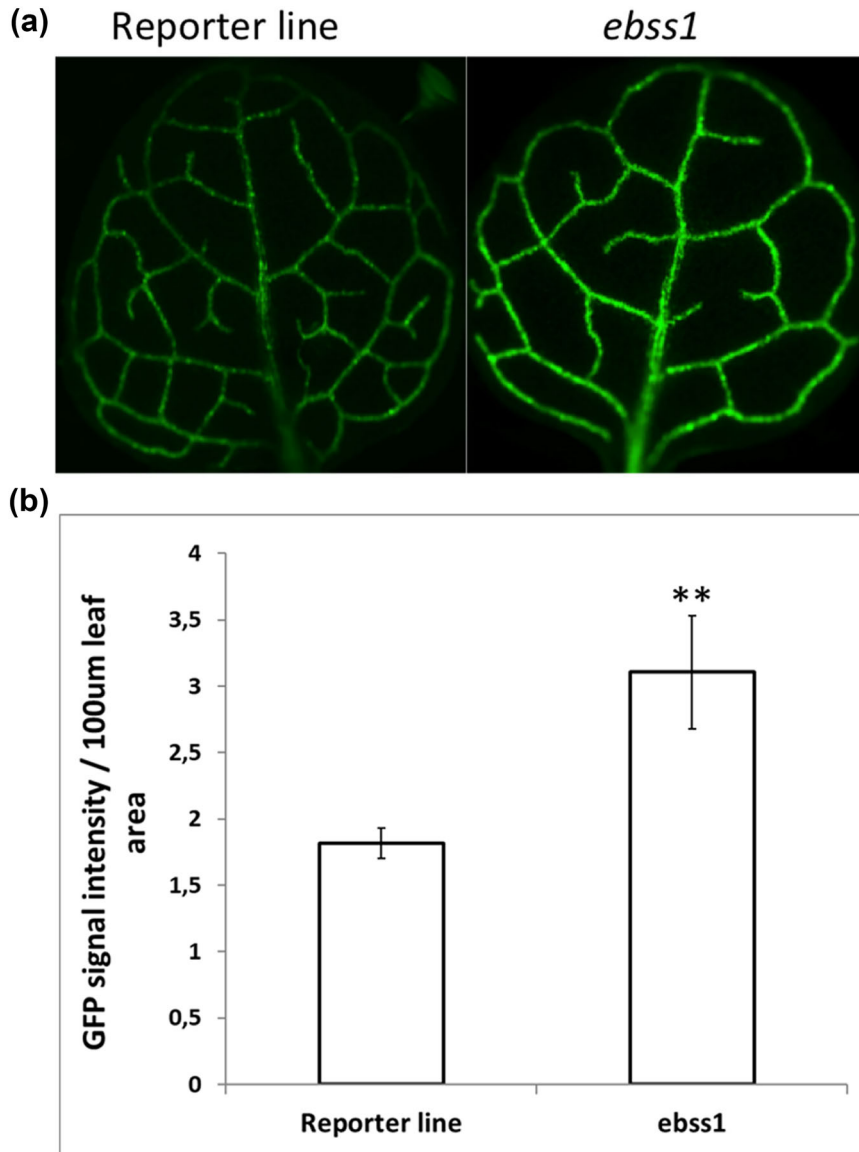 (a)
Reporter line
ebss1
(b)
GFP signal intensity / 100um leaf
area
4
3,5
3
2,5
2
1,5
1
0,5
0
**
Reporter line
ebss1